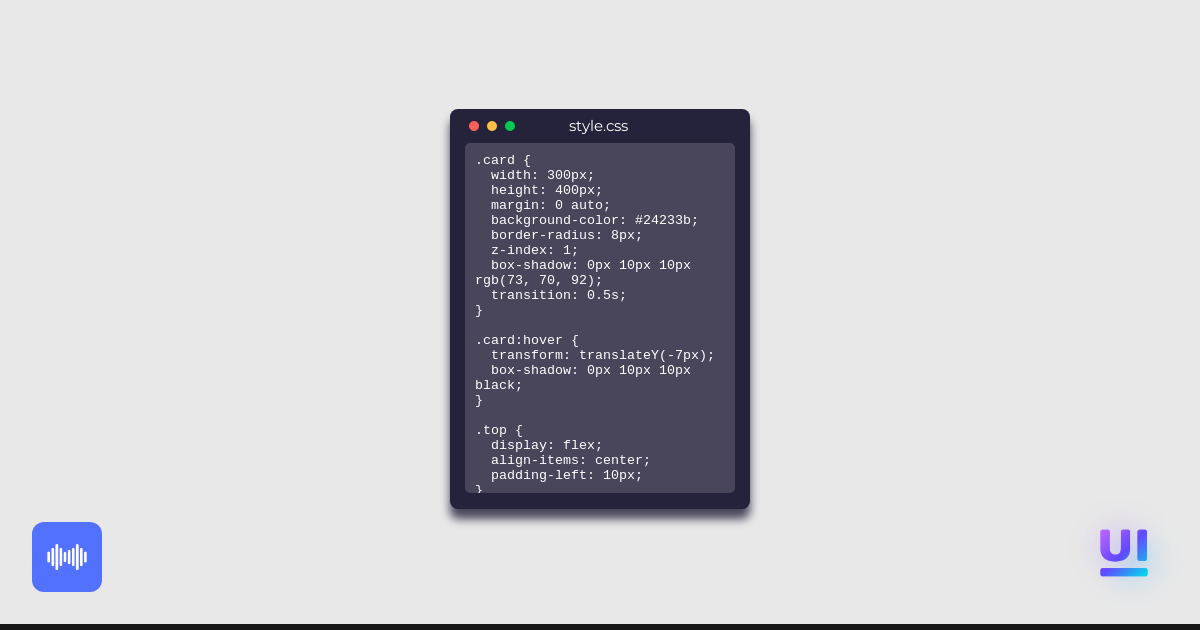 style.css
.card {
  width: 300px;
  height: 400px;
  margin: 0 auto;
  background-color: #24233b;
  border-radius: 8px;
  z-index: 1;
  box-shadow: 0px 10px 10px
rgb(73, 70, 92);
  transition: 0.5s;
}

.card:hover {
  transform: translateY(-7px);
  box-shadow: 0px 10px 10px
black;
}

.top {
  display: flex;
  align-items: center;
  padding-left: 10px;
}
UI